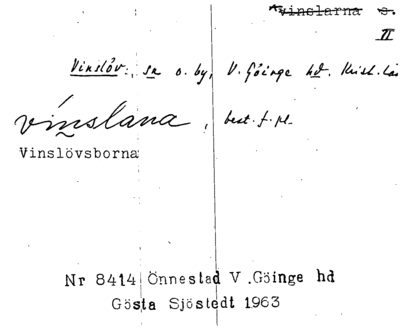 Vinslarna s.
II
Vinslöv: sn o. by, V. Göinge hd. Krist. län
vinslana, best. f. pl.
Vinslövsborna
Nr 8414 Önnestad V .Göinge hd
Gösta Sjöstedt 1963